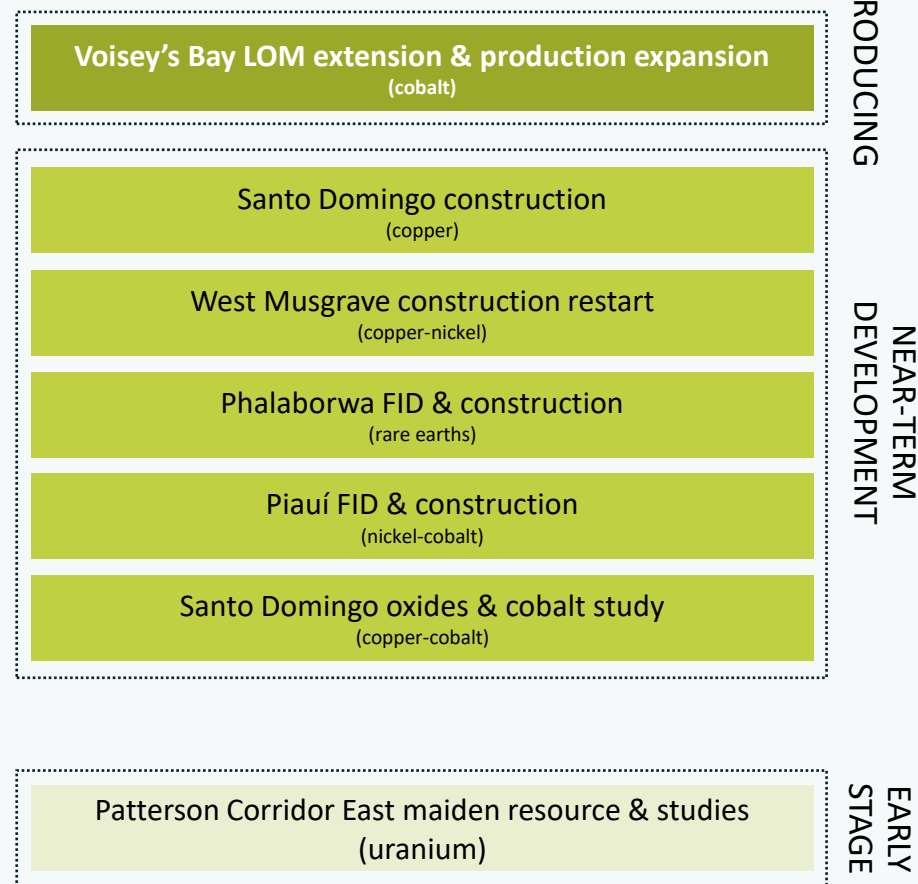 Voisey's Bay LOM extension & production expansion
(cobalt)
RODUCING
Santo Domingo construction
(copper)
West Musgrave construction restart
(copper-nickel)
Phalaborwa FID & construction
(rare earths)
Piauí FID & construction
(nickel-cobalt)
Santo Domingo oxides & cobalt study
(copper-cobalt)
NEAR-TERM
DEVELOPMENT
Patterson Corridor East maiden resource & studies
(uranium)
EARLY
STAGE